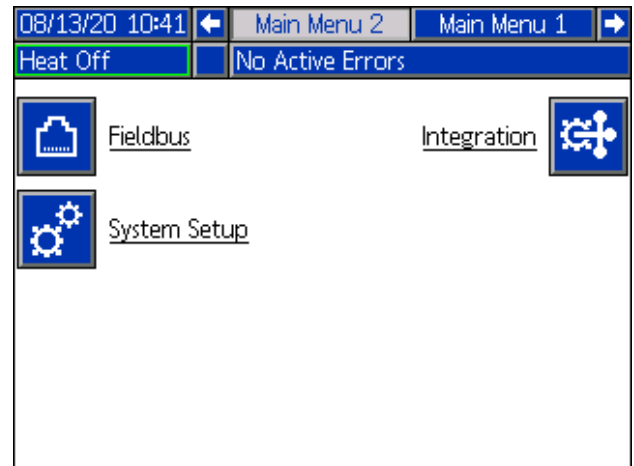 08/13/20 10:41 Main Menu 2 Main Menu 1
Heat Off No Active Errors
Fieldbus Integration
System Setup